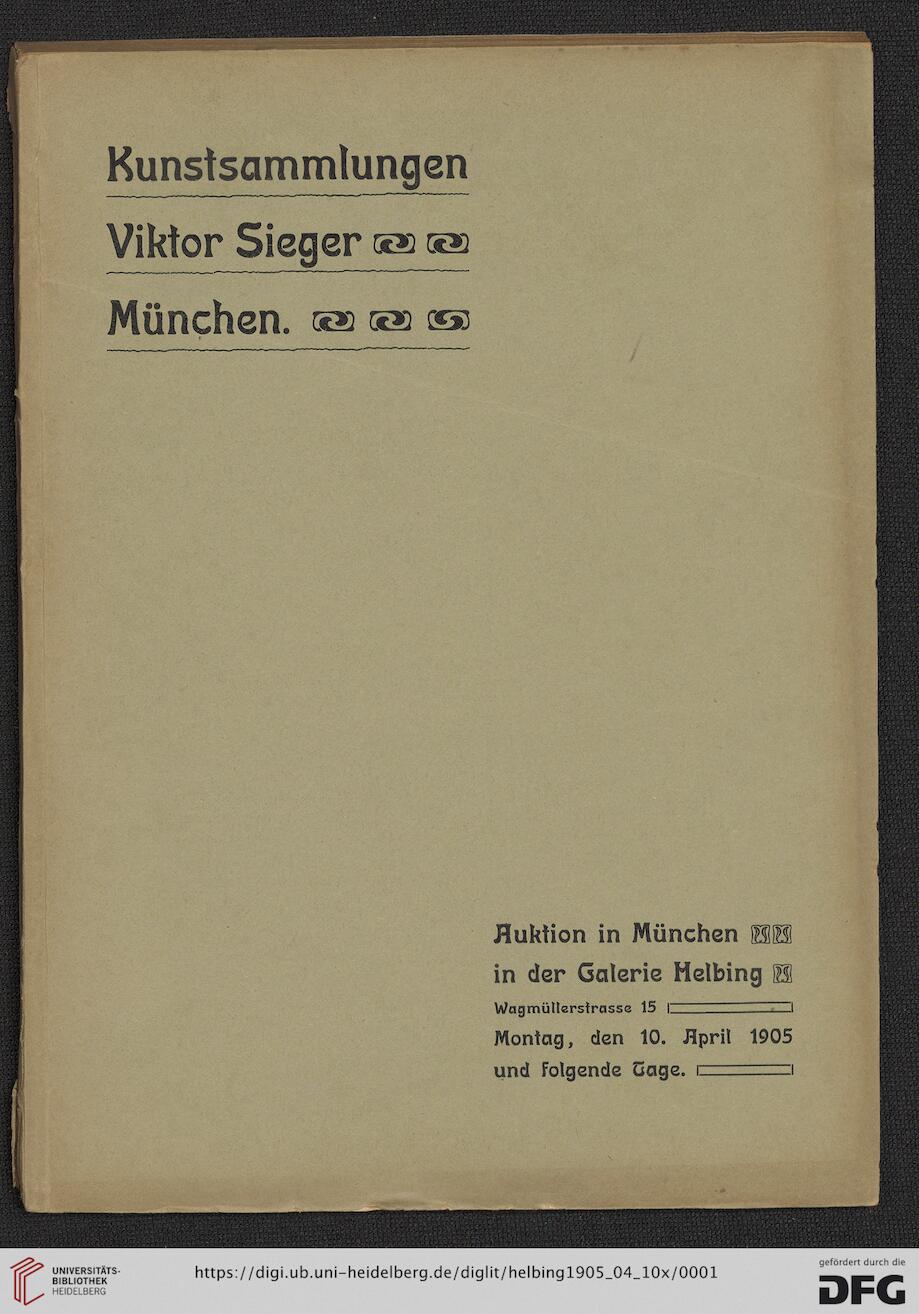 Kunstsammlungen
Viktor Sieger
München.
Auktion in München
in der Galerie Helbing
Wagmüllerstrasse 15
Montag, den 10. April 1905
und folgende Tage.
UNIVERSITÄTS-
BIBLIOTHEK
HEIDELBERG
https://digi.ub.uni-heidelberg.de/diglit/helbing1905_04_10x/0001
gefördert durch die
DFG